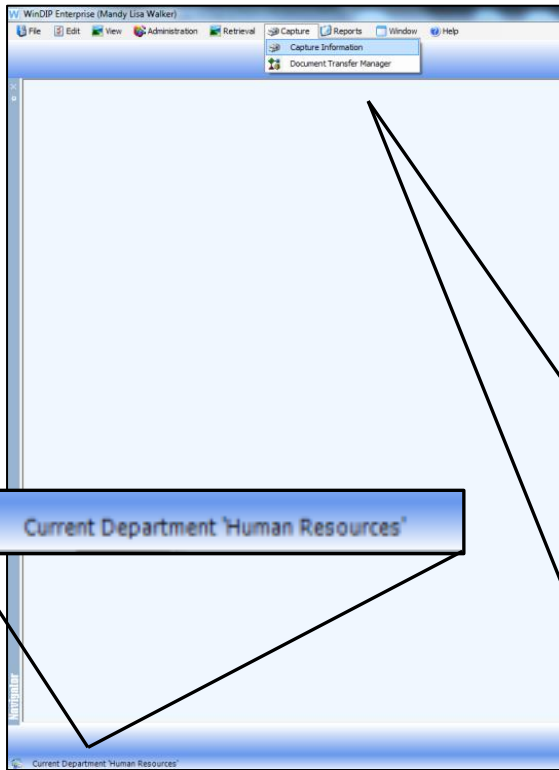 WinDIP Enterprise (Mandy Lisa Walker)
File Edit View Administration Retrieval Capture Reports Window Help
Capture Information
Document Transfer Manager
Current Department 'Human Resources'
Navigator
Current Department 'Human Resources'